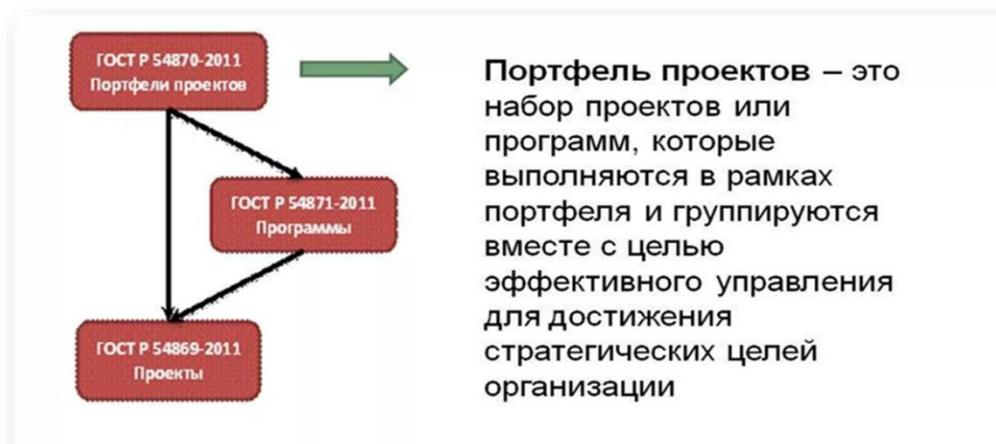 ГОСТ Р 54870-2011
Портфели проектов
Портфель проектов – это
набор проектов или
программ, которые
выполняются в рамках
портфеля и группируются
вместе с целью
эффективного управления
для достижения
стратегических целей
организации
ГОСТ Р 54871-2011
Программы
ГОСТ Р 54869-2011
Проекты